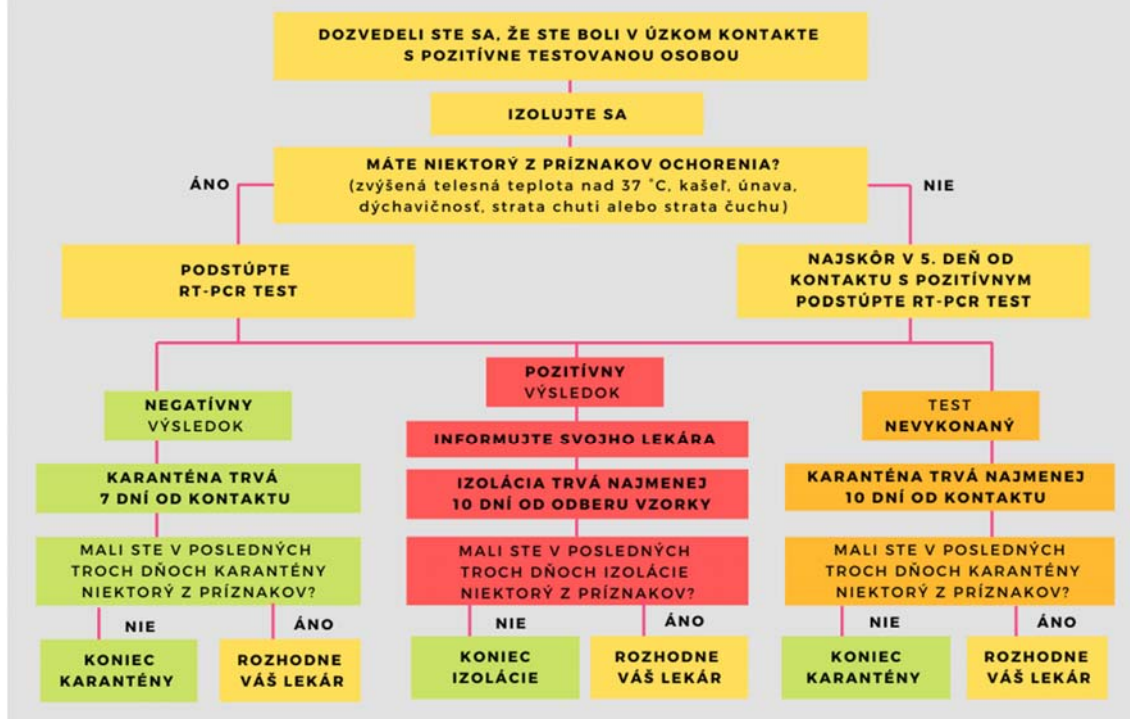 DOZVEDELI STE SA, ŽE STE BOLI V ÚZKOM KONTAKTE
S POZITÍVNE TESTOVANOU OSOBOU
IZOLUJTE SA
MÁTE NIEKTORÝ Z PRÍZNAKOV OCHORENIA?
(zvýšená telesná teplota nad 37 °C, kašeľ, únava,
dýchavičnosť, strata chuti alebo strata čuchu)
ÁNO
NIE
PODSTÚPTE
RT-PCR TEST
NAJSKÔR V 5. DEŇ OD
KONTAKTU S POZITÍVNYM
PODSTÚPTE RT-PCR TEST
NEGATÍVNY
VÝSLEDOK
KARANTÉNA TRVÁ
7 DNÍ OD KONTAKTU
MALI STE V POSLEDNÝCH
TROCH DŇOCH KARANTÉNY
NIEKTORÝ Z PRÍZNAKOV?
NIE
ÁNO
KONIEC
KARANTÉNY
ROZHODNE
VÁŠ LEKÁR
POZITÍVNY
VÝSLEDOK
INFORMUJTE SVOJHO LEKÁRA
IZOLÁCIA TRVÁ NAJMENEJ
10 DNÍ OD ODBERU VZORKY
MALI STE V POSLEDNÝCH
TROCH DŇOCH IZOLÁCIE
NIEKTORÝ Z PRÍZNAKOV?
NIE
ÁNO
KONIEC
IZOLÁCIE
ROZHODNE
VÁŠ LEKÁR
TEST
NEVYKONANÝ
KARANTÉNA TRVÁ NAJMENEJ
10 DNÍ OD KONTAKTU
MALI STE V POSLEDNÝCH
TROCH DŇOCH KARANTÉNY
NIEKTORÝ Z PRÍZNAKOV?
NIE
ÁNO
KONIEC
KARANTÉNY
ROZHODNE
VÁŠ LEKÁR